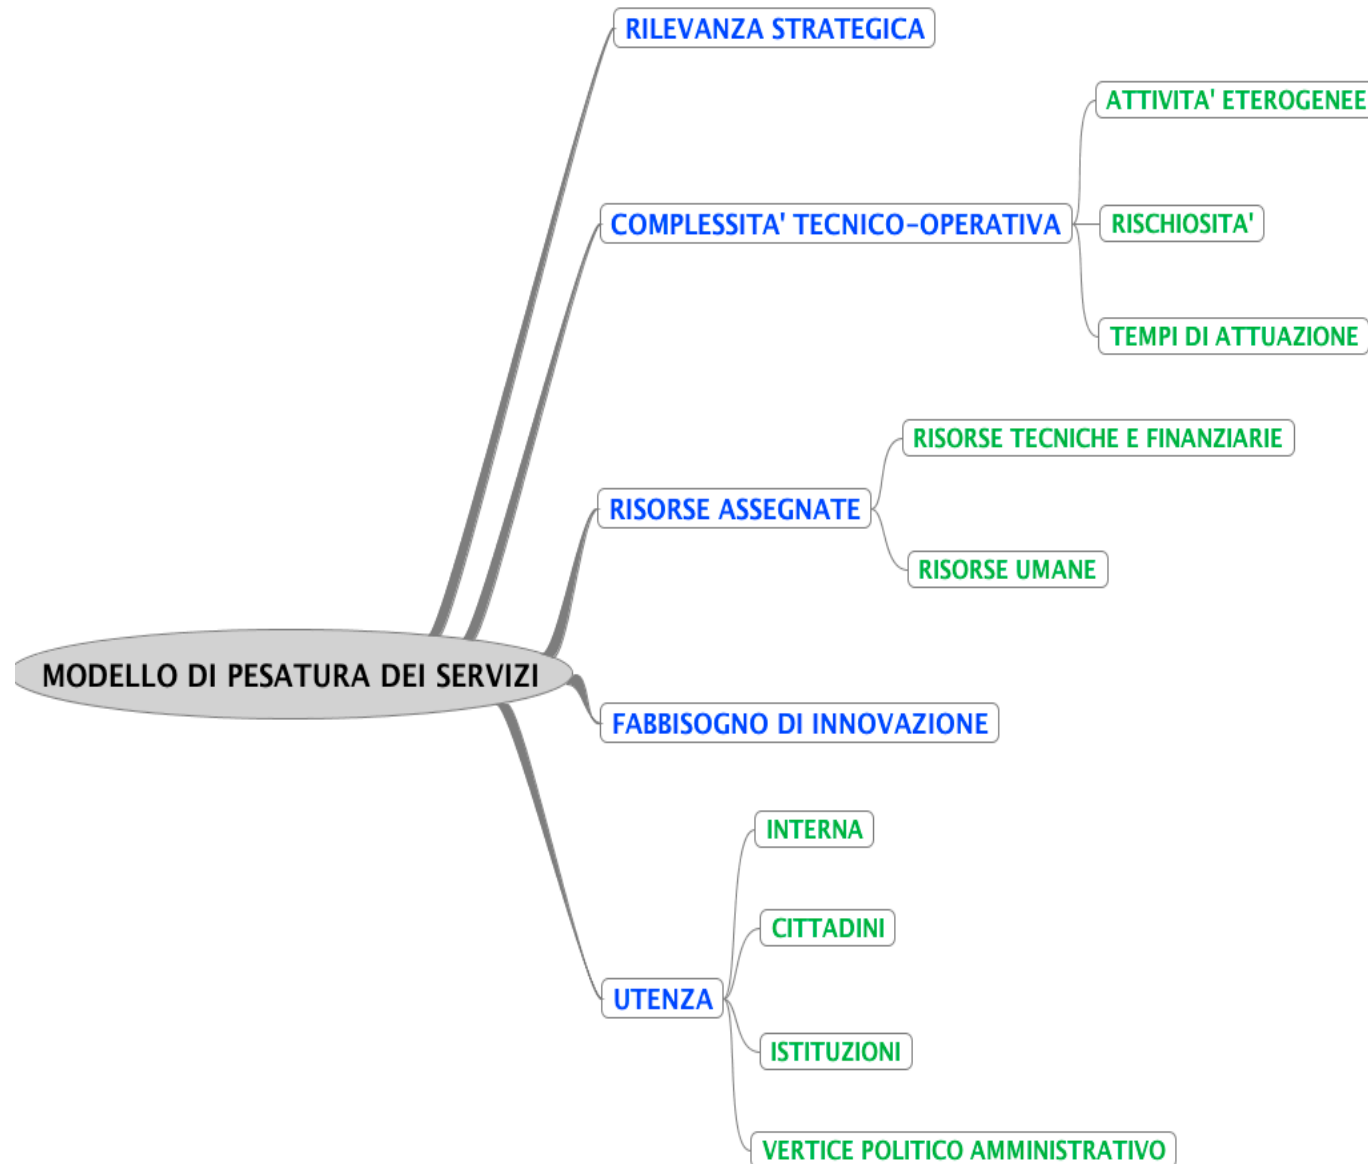 RILEVANZA STRATEGICA
ATTIVITA' ETEROGENEE
COMPLESSITA' TECNICO-OPERATIVA
RISCHIOSITA'
TEMPI DI ATTUAZIONE
RISORSE TECNICHE E FINANZIARIE
RISORSE ASSEGNATE
RISORSE UMANE
MODELLO DI PESATURA DEI SERVIZI
FABBISOGNO DI INNOVAZIONE
INTERNA
CITTADINI
UTENZA
ISTITUZIONI
VERTICE POLITICO AMMINISTRATIVO